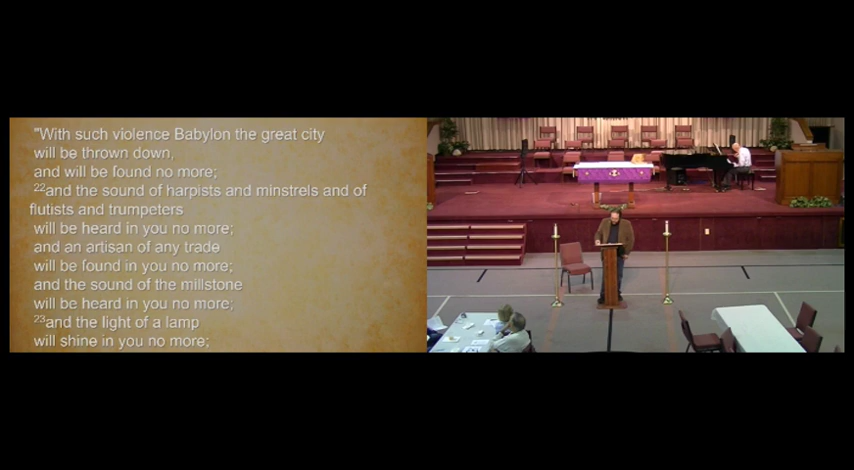 "With such violence Babylon the great city
will be thrown down,
and will be found no more;
²²and the sound of harpists and minstrels and of
flutists and trumpeters
will be heard in you no more;
and an artisan of any trade
will be found in you no more;
and the sound of the millstone
will be heard in you no more;
²³and the light of a lamp
will shine in you no more;